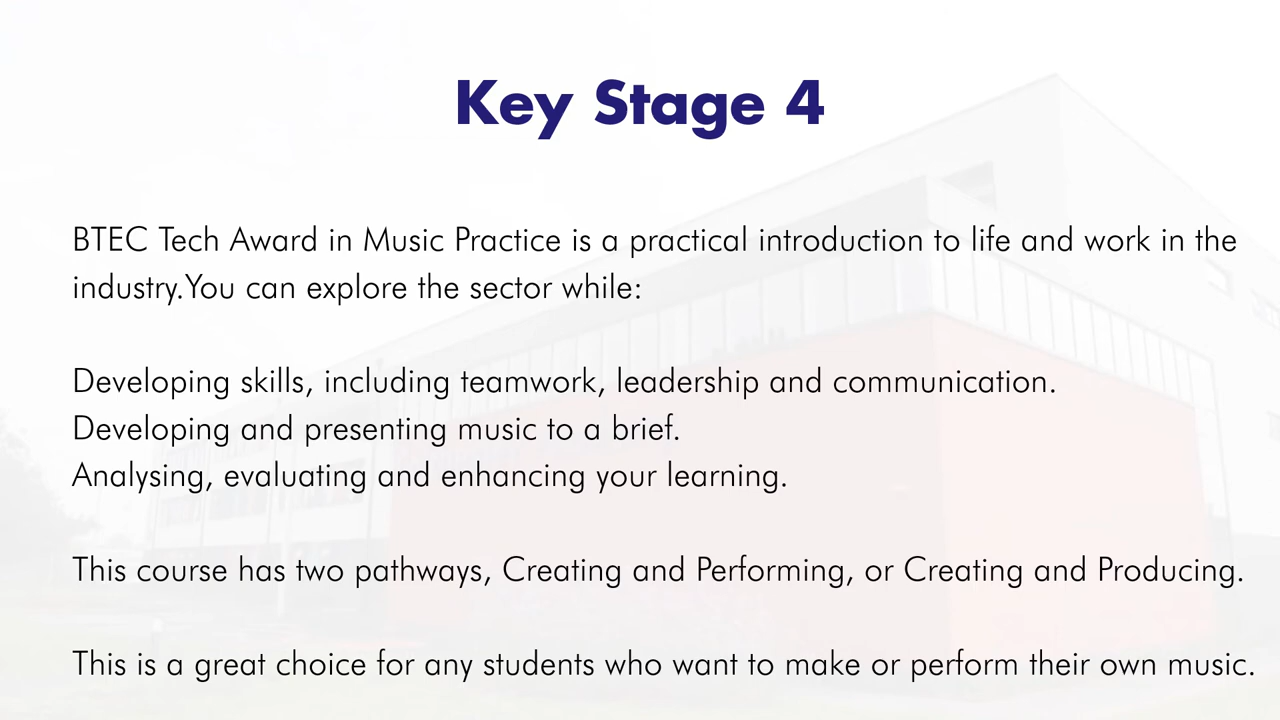 Key Stage 4
BTEC Tech Award in Music Practice is a practical introduction to life and work in the
industry.You can explore the sector while:
Developing skills, including teamwork, leadership and communication.
Developing and presenting music to a brief.
Analysing, evaluating and enhancing your learning.
This course has two pathways, Creating and Performing, or Creating and Producing.
This is a great choice for any students who want to make or perform their own music.